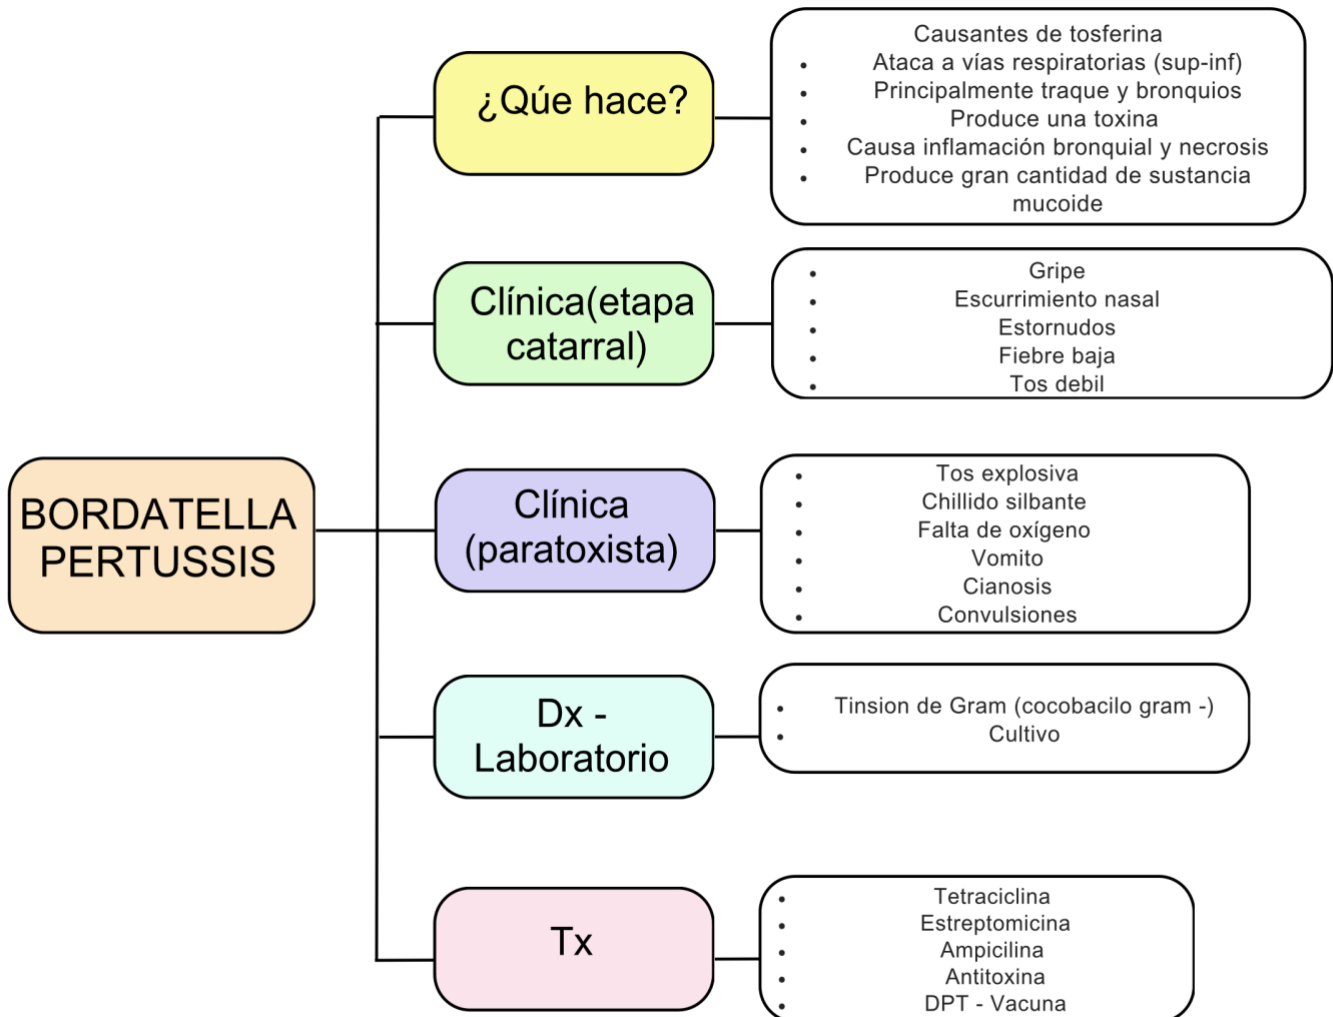 BORDATELLA
PERTUSSIS
¿Qúe hace?
Causantes de tosferina
• Ataca a vías respiratorias (sup-inf)
• Principalmente traque y bronquios
• Produce una toxina
• Causa inflamación bronquial y necrosis
• Produce gran cantidad de sustancia
mucoide
Clínica(etapa
catarral)
• Gripe
• Escurrimiento nasal
• Estornudos
• Fiebre baja
• Tos debil
Clínica
(paratoxista)
• Tos explosiva
• Chillido silbante
• Falta de oxígeno
• Vomito
• Cianosis
• Convulsiones
Dx -
Laboratorio
• Tinsion de Gram (cocobacilo gram -)
• Cultivo
Tx
• Tetraciclina
• Estreptomicina
• Ampicilina
• Antitoxina
• DPT - Vacuna